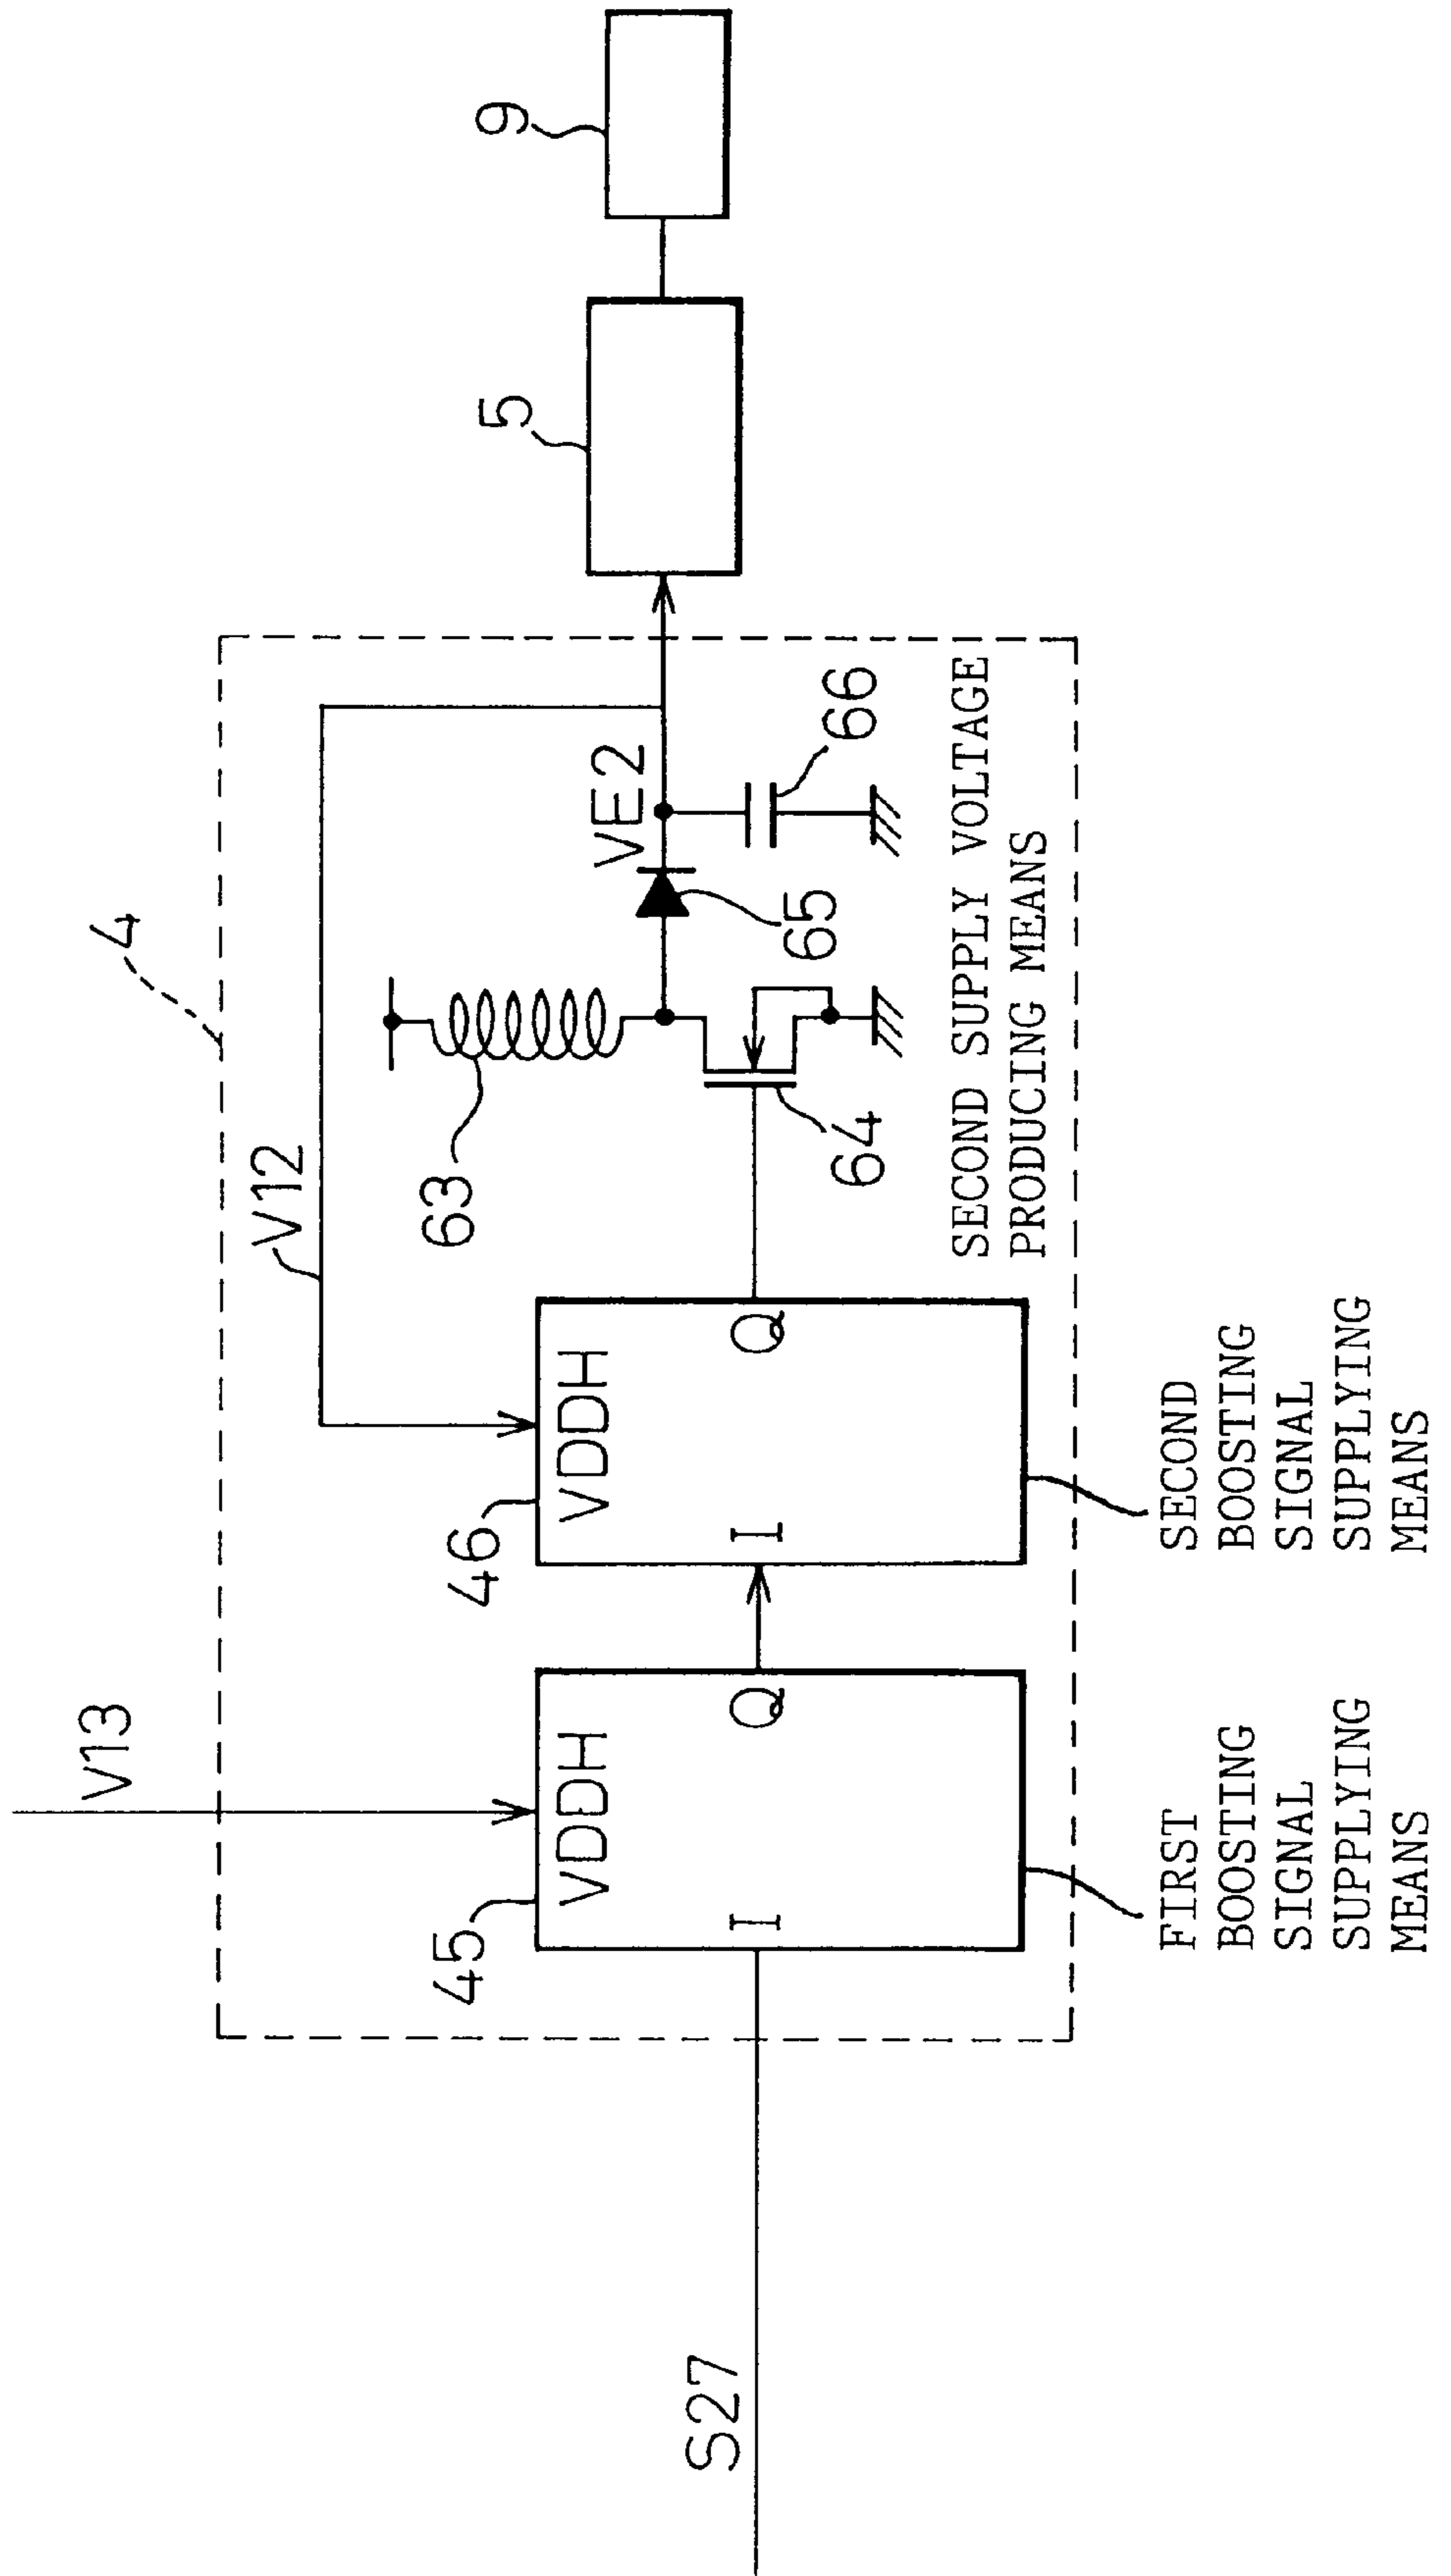 4
V13
V12
45
VDDH
I
Q
46
VDDH
I
Q
63
64
65
VE2
66
5
9
S27
SECOND SUPPLY VOLTAGE
PRODUCING MEANS
FIRST
BOOSTING
SIGNAL
SUPPLYING
MEANS
SECOND
BOOSTING
SIGNAL
SUPPLYING
MEANS